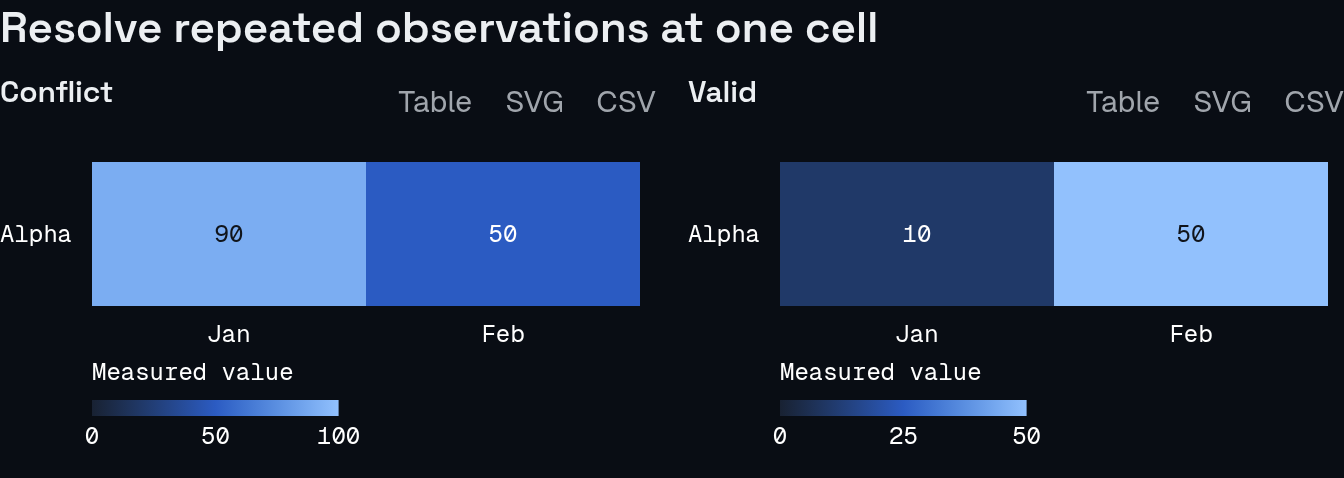 Resolve repeated observations at one cell
Conflict
Table SVG CSV
Alpha
90 50
Jan Feb
Measured value
0 50 100
Valid
Table SVG CSV
Alpha
10 50
Jan Feb
Measured value
0 25 50